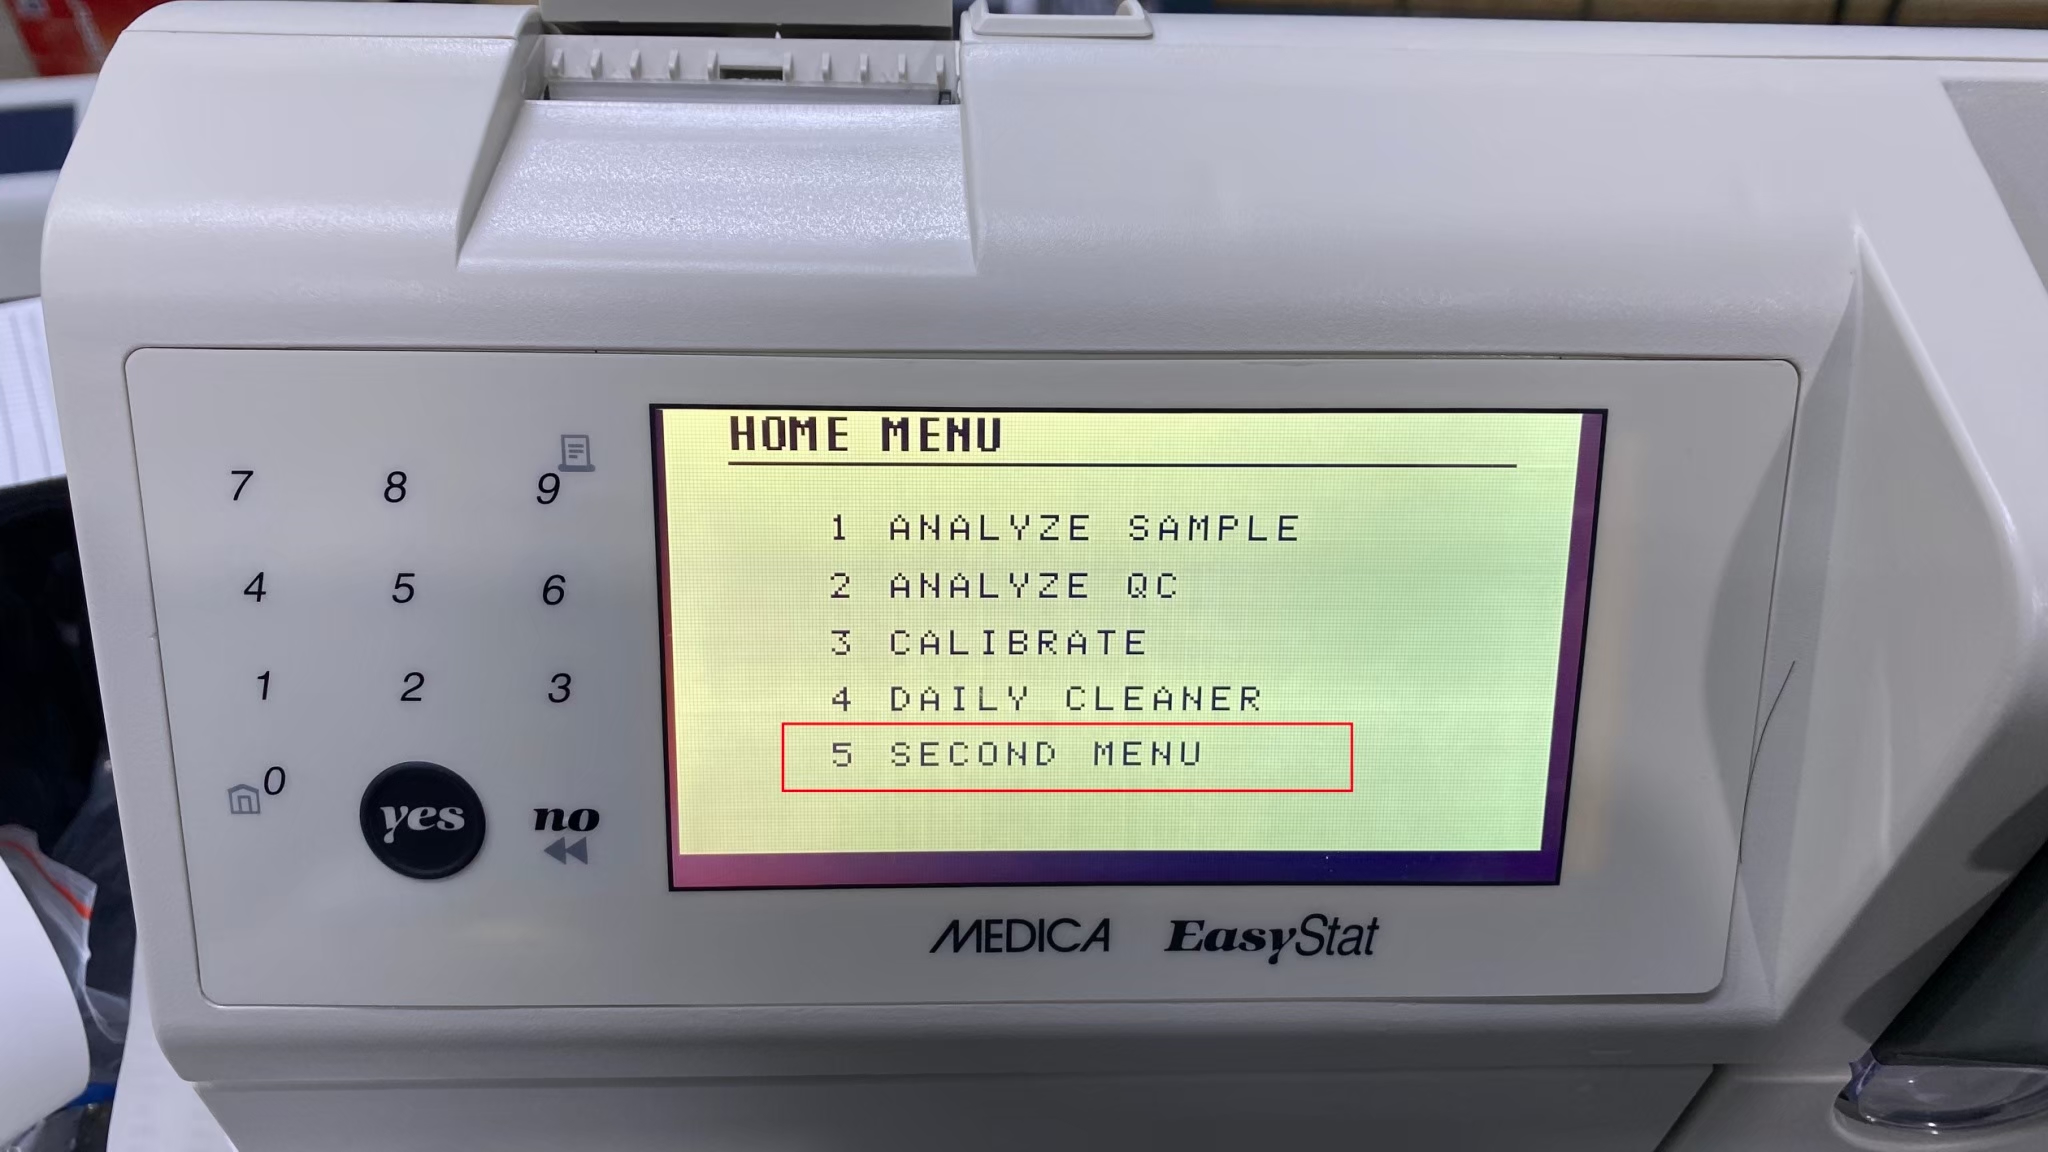 HOME MENU
1 ANALYZE SAMPLE
2 ANALYZE QC
3 CALIBRATE
4 DAILY CLEANER
5 SECOND MENU
7 8 9
4 5 6
1 2 3
0 yes no
MEDICA EasyStat